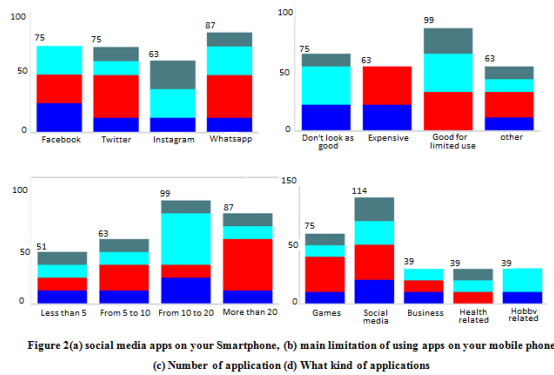 100
75
75
63
87
50
0
Facebook
Twitter
Instagram
Whatsapp
100
75
63
99
63
50
0
Don't look as good
Expensive
Good for limited use
other
100
51
63
99
87
50
0
Less than 5
From 5 to 10
From 10 to 20
More than 20
150
75
114
39
39
39
50
0
Games
Social media
Business
Health related
Hobby related
Figure 2(a) social media apps on your Smartphone, (b) main limitation of using apps on your mobile phone
(c) Number of application (d) What kind of applications